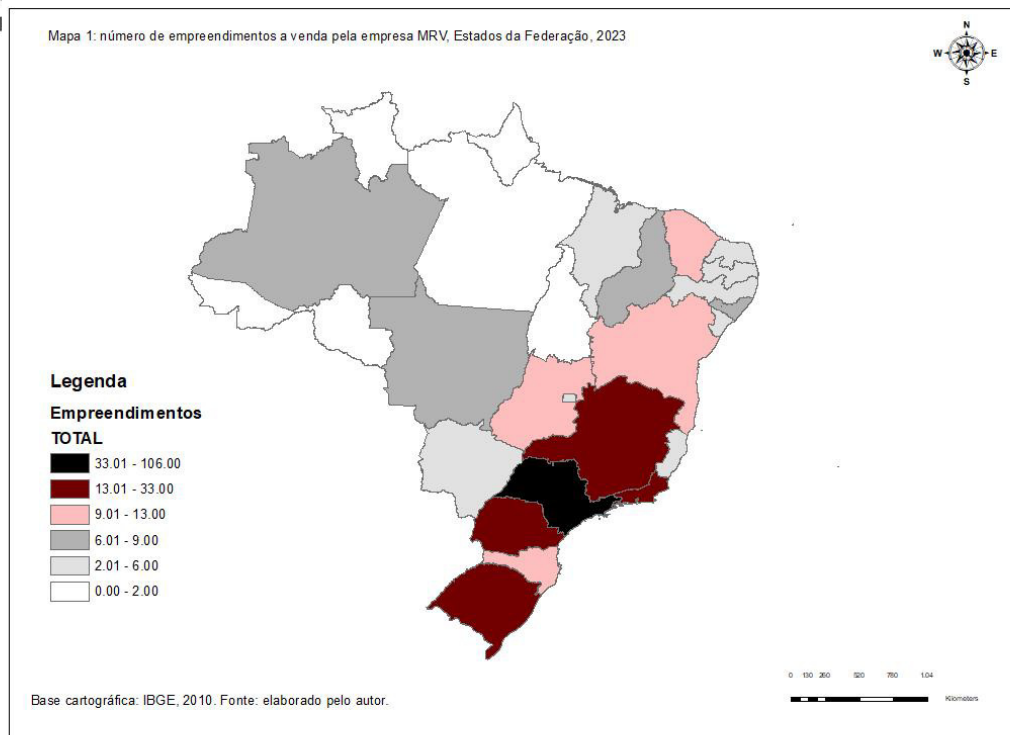 Mapa 1: número de empreendimentos a venda pela empresa MRV, Estados da Federação, 2023
N
W E
S
Legenda
Empreendimentos
TOTAL
33.01 - 106.00
13.01 - 33.00
9.01 - 13.00
6.01 - 9.00
2.01 - 6.00
0.00 - 2.00
0 130 260 520 780 1.04
Kilometers
Base cartográfica: IBGE, 2010. Fonte: elaborado pelo autor.